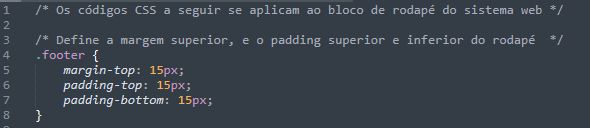 1 /* Os códigos CSS a seguir se aplicam ao bloco de rodapé do sistema web */
2
3 /* Define a margem superior, e o padding superior e inferior do rodapé */
4 .footer {
5 margin-top: 15px;
6 padding-top: 15px;
7 padding-bottom: 15px;
8 }